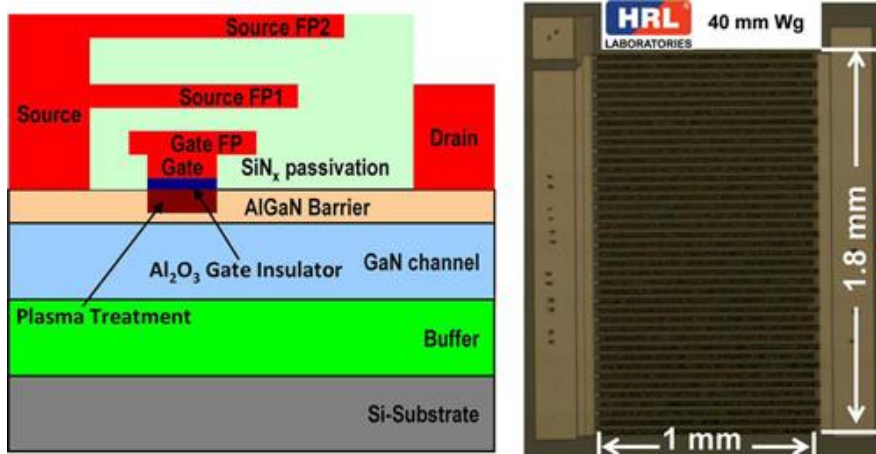 Source FP2
Source FP1
Source
Gate FP
Gate
Drain
SiNx passivation
AlGaN Barrier
Al2O3 Gate Insulator
GaN channel
Plasma Treatment
Buffer
Si-Substrate
HRL
LABORATORIES
40 mm Wg
1.8 mm
1 mm